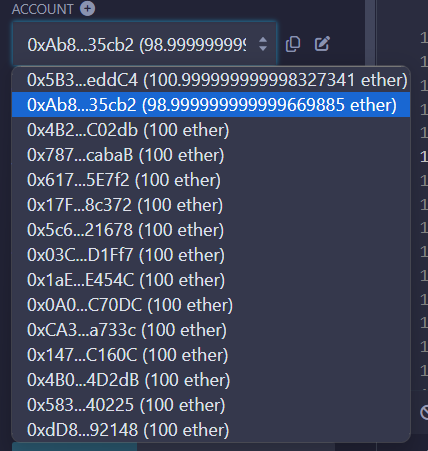 ACCOUNT
0xAb8...35cb2 (98.999999999
0x5B3...eddC4 (100.999999999998327341 ether)
0xAb8...35cb2 (98.999999999999669885 ether)
0x4B2...C02db (100 ether)
0x787...cabaB (100 ether)
0x617...5E7f2 (100 ether)
0x17F...8c372 (100 ether)
0x5c6...21678 (100 ether)
0x03C...D1Ff7 (100 ether)
0x1aE...E454C (100 ether)
0x0A0...C70DC (100 ether)
0xCA3...a733c (100 ether)
0x147...C160C (100 ether)
0x4B0...4D2dB (100 ether)
0x583...40225 (100 ether)
0xdD8...92148 (100 ether)